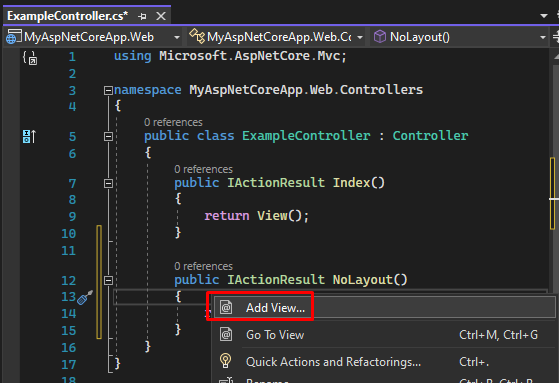 ExampleController.cs*
MyAspNetCoreApp.Web MyAspNetCoreApp.Web.Co NoLayout()
1 using Microsoft.AspNetCore.Mvc;
2
3 namespace MyAspNetCoreApp.Web.Controllers
4 {
0 references
5 public class ExampleController : Controller
6 {
0 references
7 public IActionResult Index()
8 {
9 return View();
10 }
11
0 references
12 public IActionResult NoLayout()
13 {
Add View...
14
Go To View Ctrl+M, Ctrl+G
15 }
16 }
Quick Actions and Refactorings... Ctrl+.
17 }
18